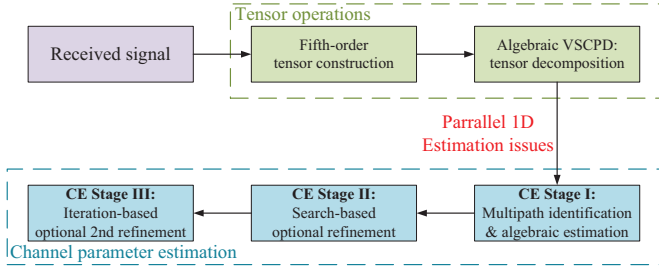 Tensor operations
Received signal
Fifth-order
tensor construction
Algebraic VSCPD:
tensor decomposition
Parrallel 1D
Estimation issues
CE Stage III:
Iteration-based
optional 2nd refinement
CE Stage II:
Search-based
optional refinement
CE Stage I:
Multipath identification
& algebraic estimation
Channel parameter estimation